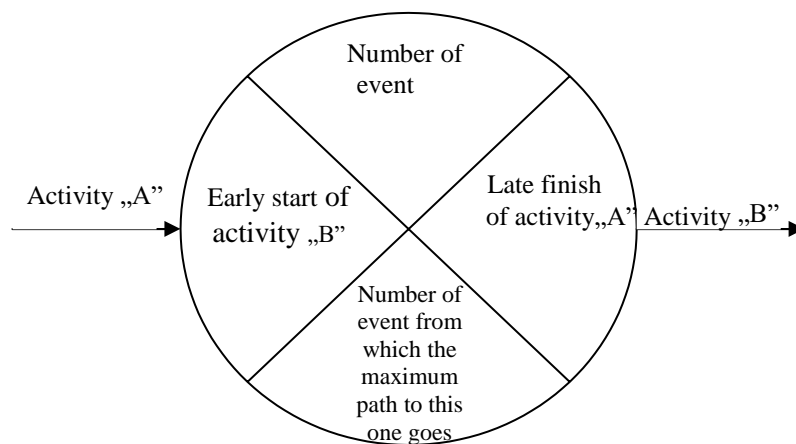 Number of
event
Activity „A”
Early start of
activity „B”
Late finish
of activity„A”
Activity „B”
Number of
event from
which the
maximum
path to this
one goes